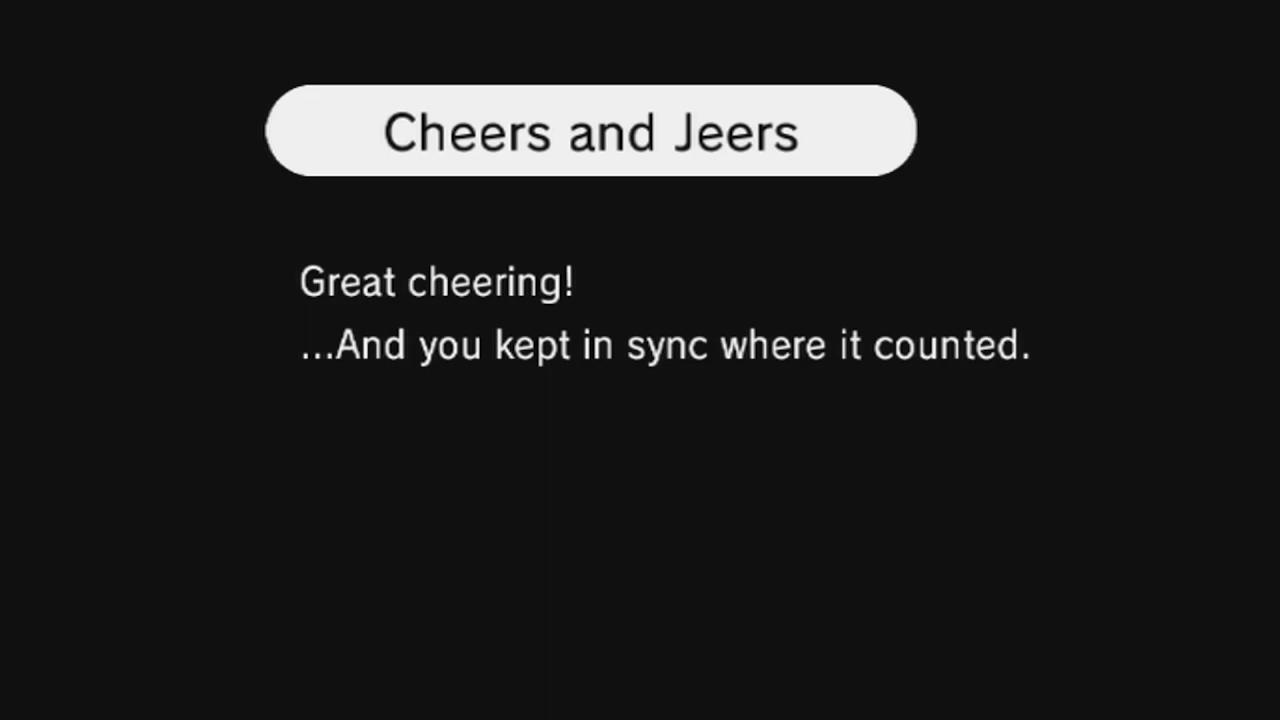 Cheers and Jeers
Great cheering!
...And you kept in sync where it counted.